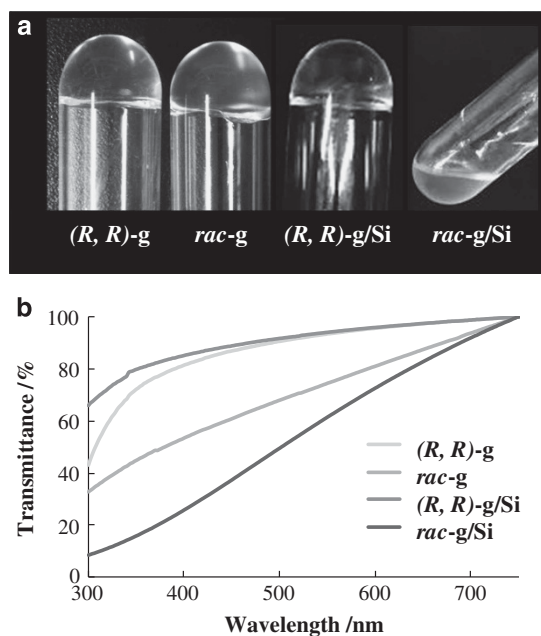 a
(R, R)-g rac-g (R, R)-g/Si rac-g/Si
b
100
80
60
40
20
0
300 400 500 600 700
Transmittance /%
Wavelength /nm
(R, R)-g
rac-g
(R, R)-g/Si
rac-g/Si